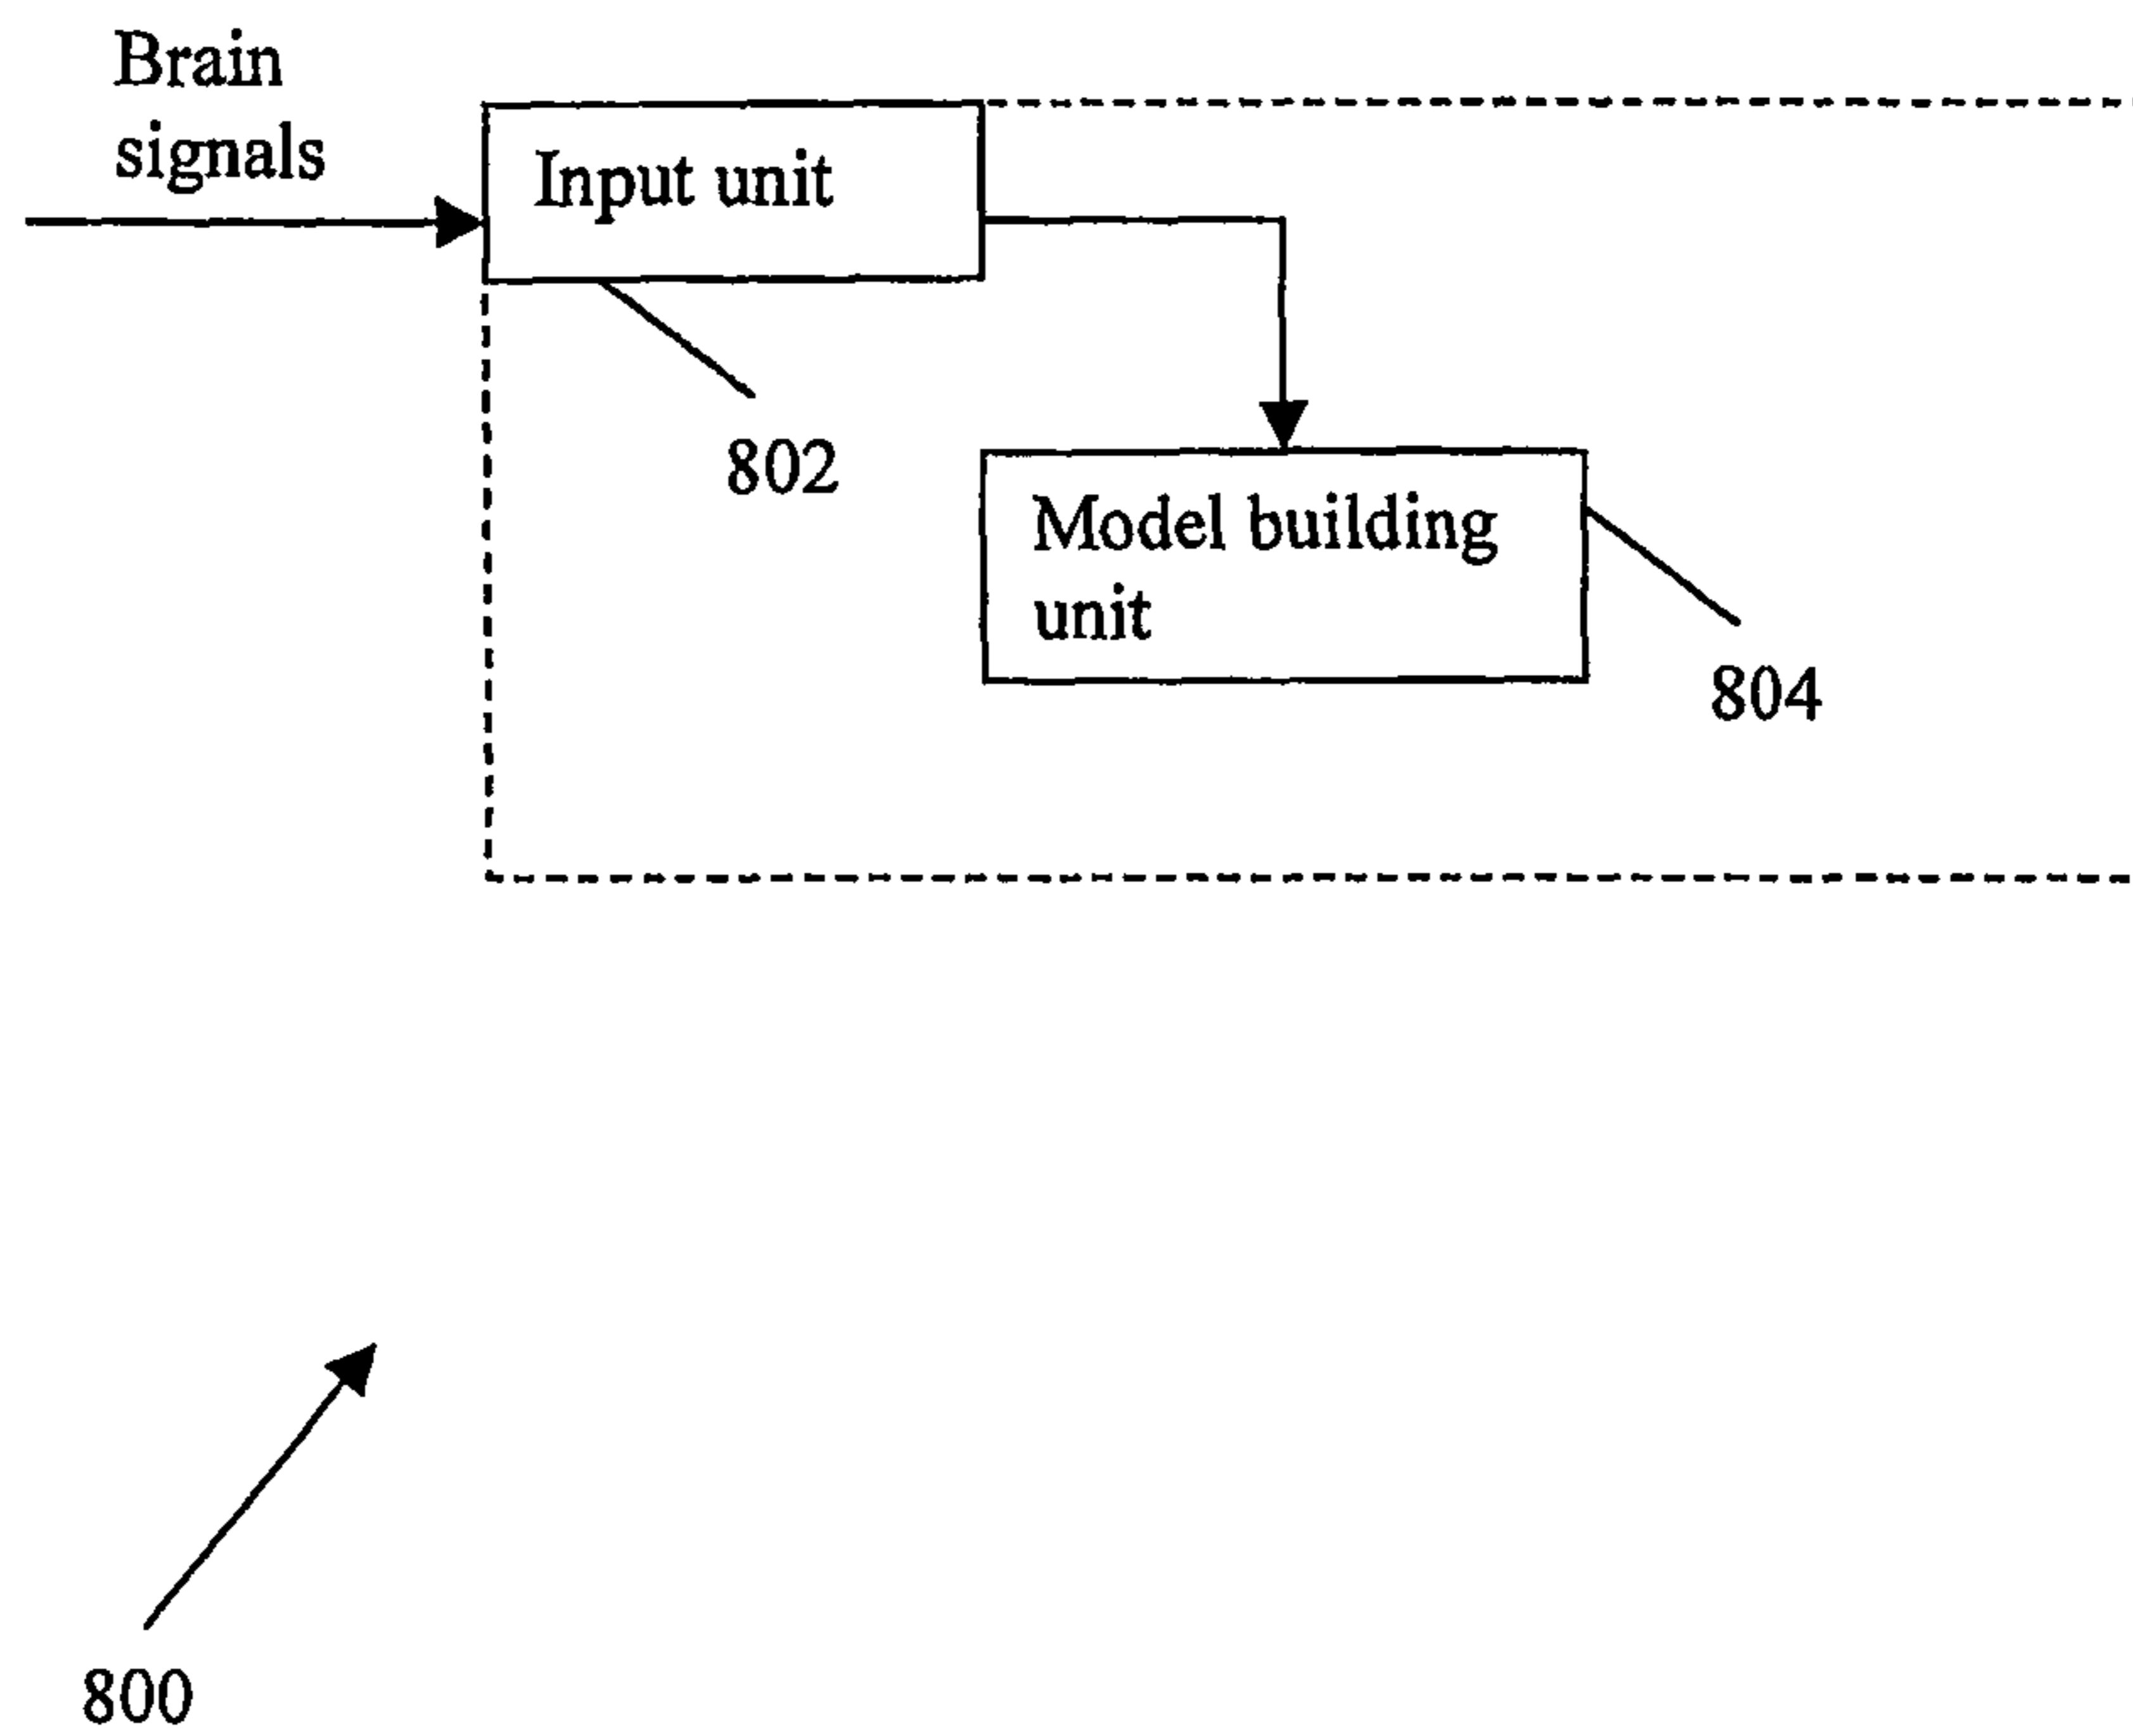 Brain
signals
Input unit
802
Model building
unit
804
800